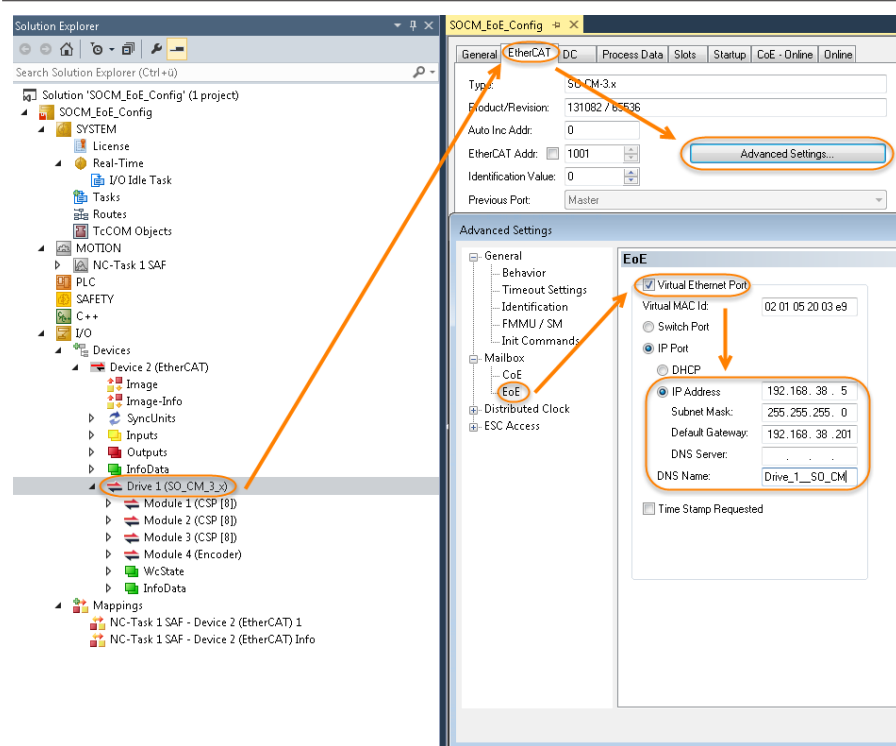 Solution Explorer
Search Solution Explorer (Ctrl+ü)
Solution 'SOCM_EoE_Config' (1 project)
SOCM_EoE_Config
SYSTEM
License
Real-Time
I/O Idle Task
Tasks
Routes
TcCOM Objects
MOTION
NC-Task 1 SAF
PLC
SAFETY
C++
I/O
Devices
Device 2 (EtherCAT)
Image
Image-Info
SyncUnits
Inputs
Outputs
InfoData
Drive 1 (SO_CM_3_x)
Module 1 (CSP [8])
Module 2 (CSP [8])
Module 3 (CSP [8])
Module 4 (Encoder)
WcState
InfoData
Mappings
NC-Task 1 SAF - Device 2 (EtherCAT) 1
NC-Task 1 SAF - Device 2 (EtherCAT) Info
SOCM_EoE_Config
General EtherCAT DC Process Data Slots Startup CoE - Online Online
Type: SO-CM-3.x
Product/Revision: 131082 / 65536
Auto Inc Addr: 0
EtherCAT Addr: 1001 Advanced Settings...
Identification Value: 0
Previous Port: Master
Advanced Settings
General
Behavior
Timeout Settings
Identification
FMMU / SM
Init Commands
Mailbox
CoE
EoE
Distributed Clock
ESC Access
EoE
Virtual Ethernet Port
Virtual MAC Id: 02 01 05 20 03 e9
Switch Port
IP Port
DHCP
IP Address 192.168. 38 . 5
Subnet Mask: 255.255.255. 0
Default Gateway: 192.168. 38 .201
DNS Server: . . .
DNS Name: Drive_1__SO_CM
Time Stamp Requested